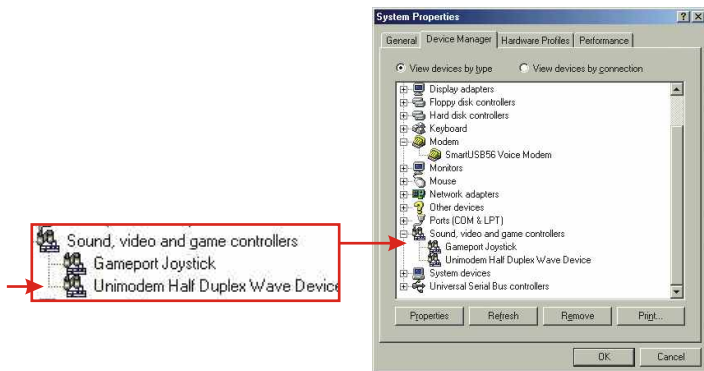 System Properties
General Device Manager Hardware Profiles Performance
View devices by type View devices by connection
Display adapters
Floppy disk controllers
Hard disk controllers
Keyboard
Modem
SmartUSB56 Voice Modem
Monitors
Mouse
Network adapters
Other devices
Ports (COM & LPT)
Sound, video and game controllers
Gameport Joystick
Unimodem Half Duplex Wave Device
System devices
Universal Serial Bus controllers
Properties Refresh Remove Print...
OK Cancel
Sound, video and game controllers
Gameport Joystick
Unimodem Half Duplex Wave Device